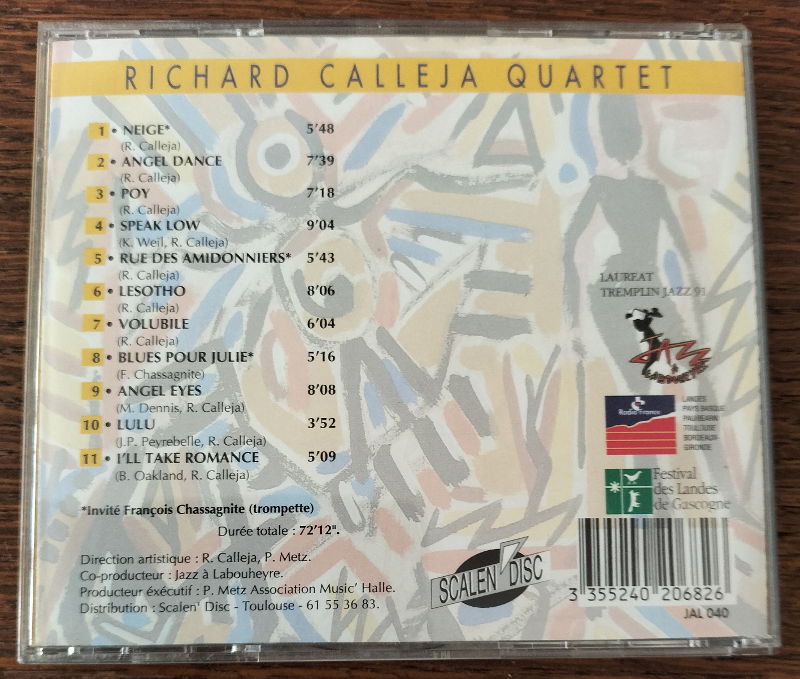 RICHARD CALLEJA QUARTET
1 • NEIGE* 5'48
(R. Calleja)
2 • ANGEL DANCE 7'39
(R. Calleja)
3 • POY 7'18
(R. Calleja)
4 • SPEAK LOW 9'04
(K. Weil, R. Calleja)
5 • RUE DES AMIDONNIERS* 5'43
(R. Calleja)
6 • LESOTHO 8'06
(R. Calleja)
7 • VOLUBILE 6'04
(R. Calleja)
8 • BLUES POUR JULIE* 5'16
(F. Chassagnite)
9 • ANGEL EYES 8'08
(M. Dennis, R. Calleja)
10 • LULU 3'52
(J.P. Peyrebelle, R. Calleja)
11 • I'LL TAKE ROMANCE 5'09
(B. Oakland, R. Calleja)
*Invité François Chassagnite (trompette)
Durée totale : 72'12".
Direction artistique : R. Calleja, P. Metz.
Co-producteur : Jazz à Labouheyre.
Producteur éxécutif : P. Metz Association Music' Halle.
Distribution : Scalen' Disc - Toulouse - 61 55 36 83.
SCALEN' DISC
LAUREAT
TREMPLIN JAZZ 91
JAZZ
À LABOUHEYRE
Radio France
LANDES
PAYS BASQUE
PAU BEARN
TOULOUSE
BORDEAUX
GIRONDE
Festival
des Landes
de Gascogne
3 355240 206826
JAL 040